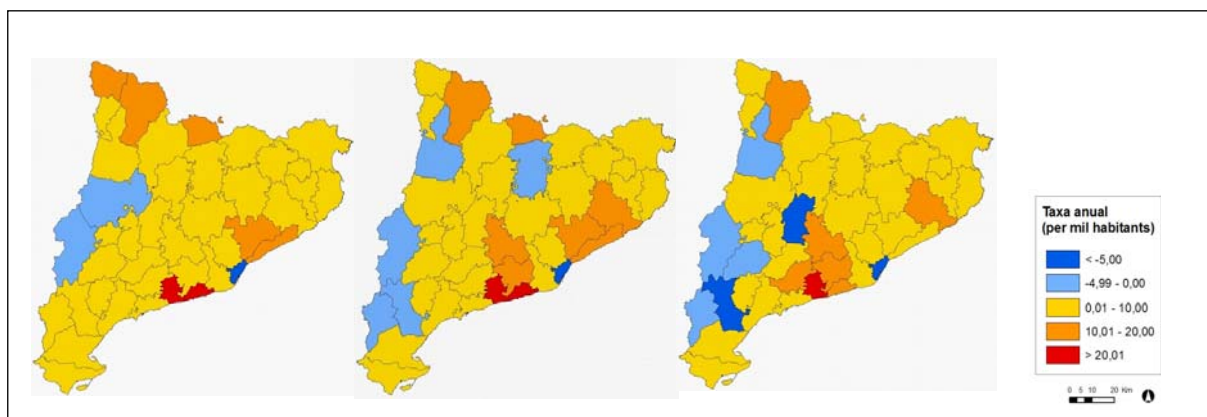 Taxa anual
(per mil habitants)
< -5,00
-4,99 - 0,00
0,01 - 10,00
10,01 - 20,00
> 20,01
0 5 10 20 Km